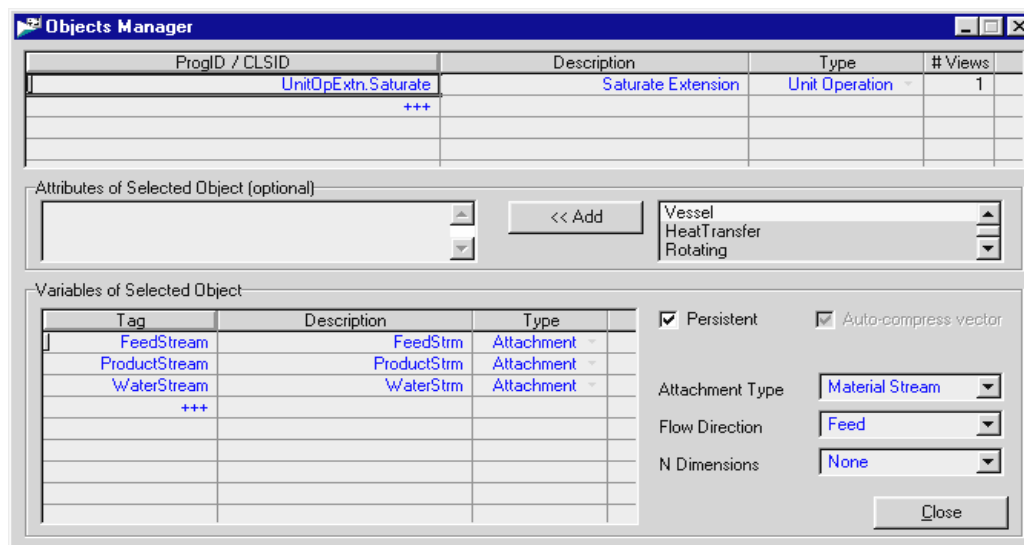 Objects Manager
ProgID / CLSID Description Type # Views
UnitOpExtn.Saturate Saturate Extension Unit Operation 1
+++
Attributes of Selected Object (optional)
<< Add
Vessel
HeatTransfer
Rotating
Variables of Selected Object
Tag Description Type
FeedStream FeedStrm Attachment
ProductStream ProductStrm Attachment
WaterStream WaterStrm Attachment
+++
Persistent Auto-compress vector
Attachment Type Material Stream
Flow Direction Feed
N Dimensions None
Close